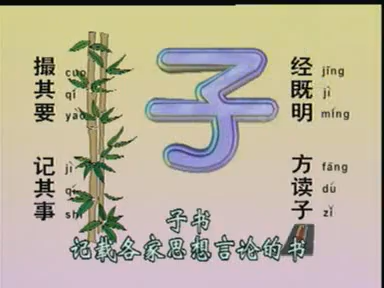 经既明 jīng jì míng
方读子 fāng dú zǐ
撮其要 cuō qí yào
记其事 jì qí shì
子
子书
记载各家思想言论的书